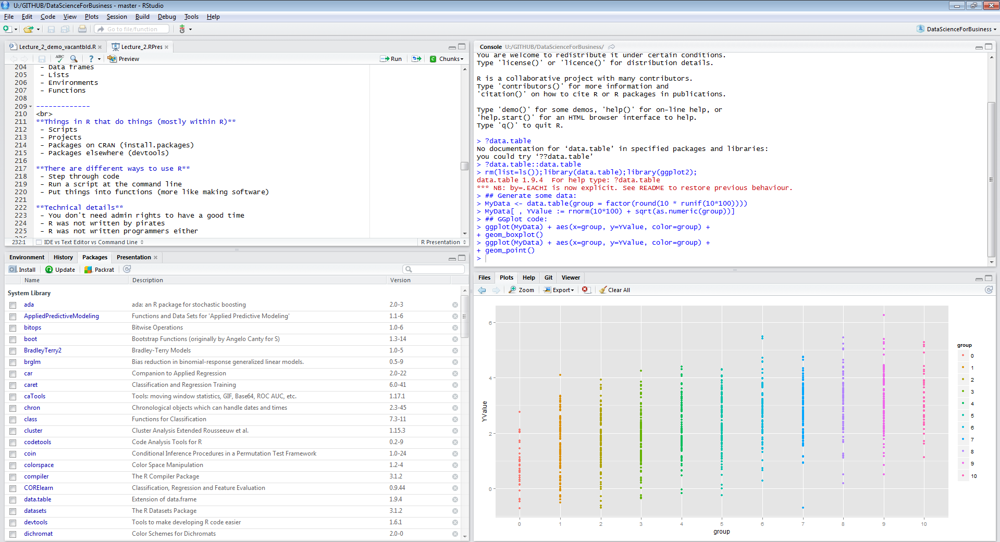 U:/GITHUB/DataScienceForBusiness - master - RStudio
File Edit Code View Plots Session Build Debug Tools Help
Go to file/function
DataScienceForBusiness
Lecture_2_demo_vacantbld.R
Lecture_2.RPres
ABC
Preview
Run
Chunks
204 - Data frames
205 - Lists
206 - Environments
207 - Functions
208
209 -------------
210 <br>
211 **Things in R that do things (mostly within R)**
212 - Scripts
213 - Projects
214 - Packages on CRAN (install.packages)
215 - Packages elsewhere (devtools)
216
217 **There are different ways to use R**
218 - Step through code
219 - Run a script at the command line
220 - Put things into functions (more like making software)
221
222 **Technical details**
223 - You don't need admin rights to have a good time
224 - R was not written by pirates
225 - R was not written programmers either
232:1 IDE vs Text Editor vs Command Line R Presentation
Environment History Packages Presentation
Install Update Packrat
Name Description Version
System Library
ada ada: an R package for stochastic boosting 2.0-3
AppliedPredictiveModeling Functions and Data Sets for 'Applied Predictive Modeling' 1.1-6
bitops Bitwise Operations 1.0-6
boot Bootstrap Functions (originally by Angelo Canty for S) 1.3-14
BradleyTerry2 Bradley-Terry Models 1.0-5
brglm Bias reduction in binomial-response generalized linear models. 0.5-9
car Companion to Applied Regression 2.0-22
caret Classification and Regression Training 6.0-41
caTools Tools: moving window statistics, GIF, Base64, ROC AUC, etc. 1.17.1
chron Chronological objects which can handle dates and times 2.3-45
class Functions for Classification 7.3-11
cluster Cluster Analysis Extended Rousseeuw et al. 1.15.3
codetools Code Analysis Tools for R 0.2-9
coin Conditional Inference Procedures in a Permutation Test Framework 1.0-24
colorspace Color Space Manipulation 1.2-4
compiler The R Compiler Package 3.1.2
CORElearn Classification, Regression and Feature Evaluation 0.9.44
data.table Extension of data.frame 1.9.4
datasets The R Datasets Package 3.1.2
devtools Tools to make developing R code easier 1.6.1
dichromat Color Schemes for Dichromats 2.0-0
Console U:/GITHUB/DataScienceForBusiness/
You are welcome to redistribute it under certain conditions.
Type 'license()' or 'licence()' for distribution details.
R is a collaborative project with many contributors.
Type 'contributors()' for more information and
'citation()' on how to cite R or R packages in publications.
Type 'demo()' for some demos, 'help()' for on-line help, or
'help.start()' for an HTML browser interface to help.
Type 'q()' to quit R.
> ?data.table
No documentation for ‘data.table’ in specified packages and libraries:
you could try ‘??data.table’
> ?data.table::data.table
> rm(list=ls());library(data.table);library(ggplot2);
data.table 1.9.4  For help type: ?data.table
*** NB: by=.EACHI is now explicit. See README to restore previous behaviour.
> ## Generate some data:
> MyData <- data.table(group = factor(round(10 * runif(10*100))))
> MyData[ , YValue := rnorm(10*100) + sqrt(as.numeric(group))]
> ## GGplot code:
> ggplot(MyData) + aes(x=group, y=YValue, color=group) +
+ geom_boxplot()
> ggplot(MyData) + aes(x=group, y=YValue, color=group) +
+ geom_point()
>
Files Plots Help Git Viewer
Zoom Export Clear All
6
4
2
0
YValue
0 1 2 3 4 5 6 7 8 9 10
group
group
0
1
2
3
4
5
6
7
8
9
10